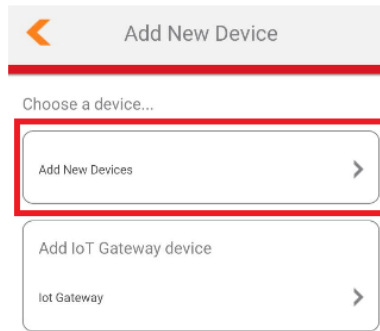 Add New Device
Choose a device...
Add New Devices
Add IoT Gateway device
Iot Gateway